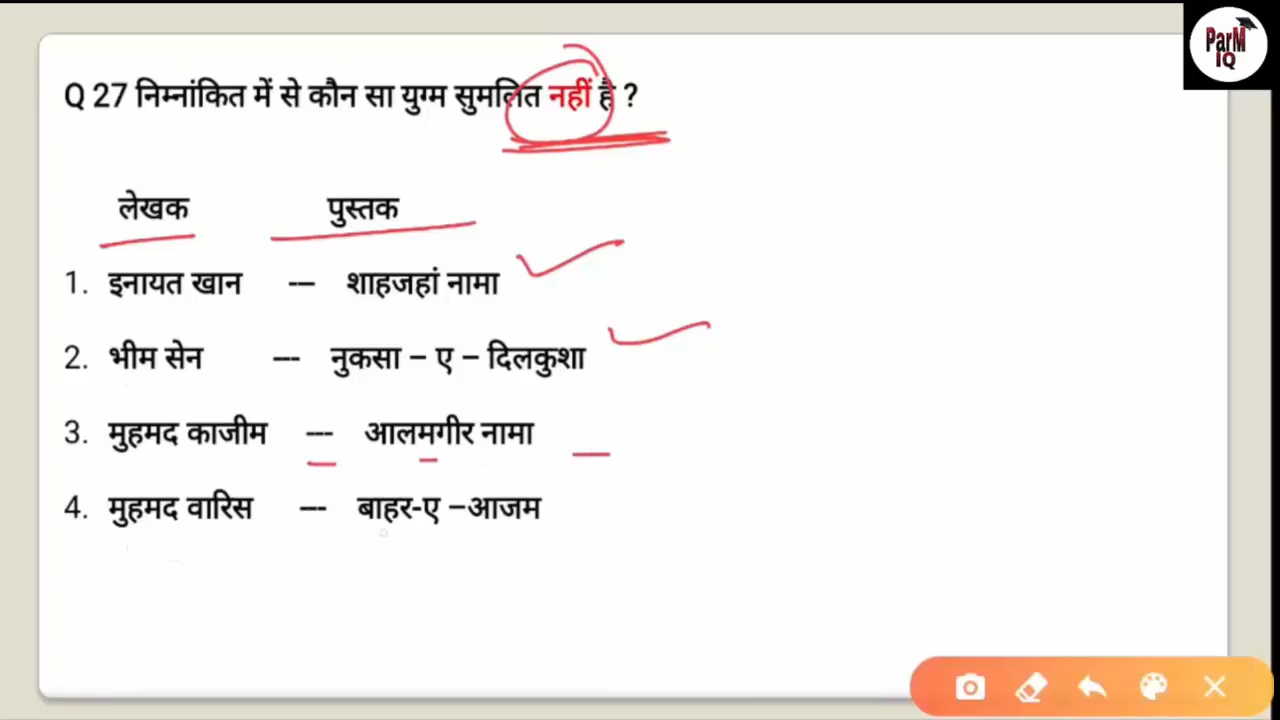 ParM
IQ
Q 27 निम्नांकित में से कौन सा युग्म सुमलित नहीं है ?
लेखक पुस्तक
1. इनायत खान --- शाहजहां नामा
2. भीम सेन --- नुकसा – ए – दिलकुशा
3. मुहमद काजीम --- आलमगीर नामा
4. मुहमद वारिस --- बाहर-ए –आजम